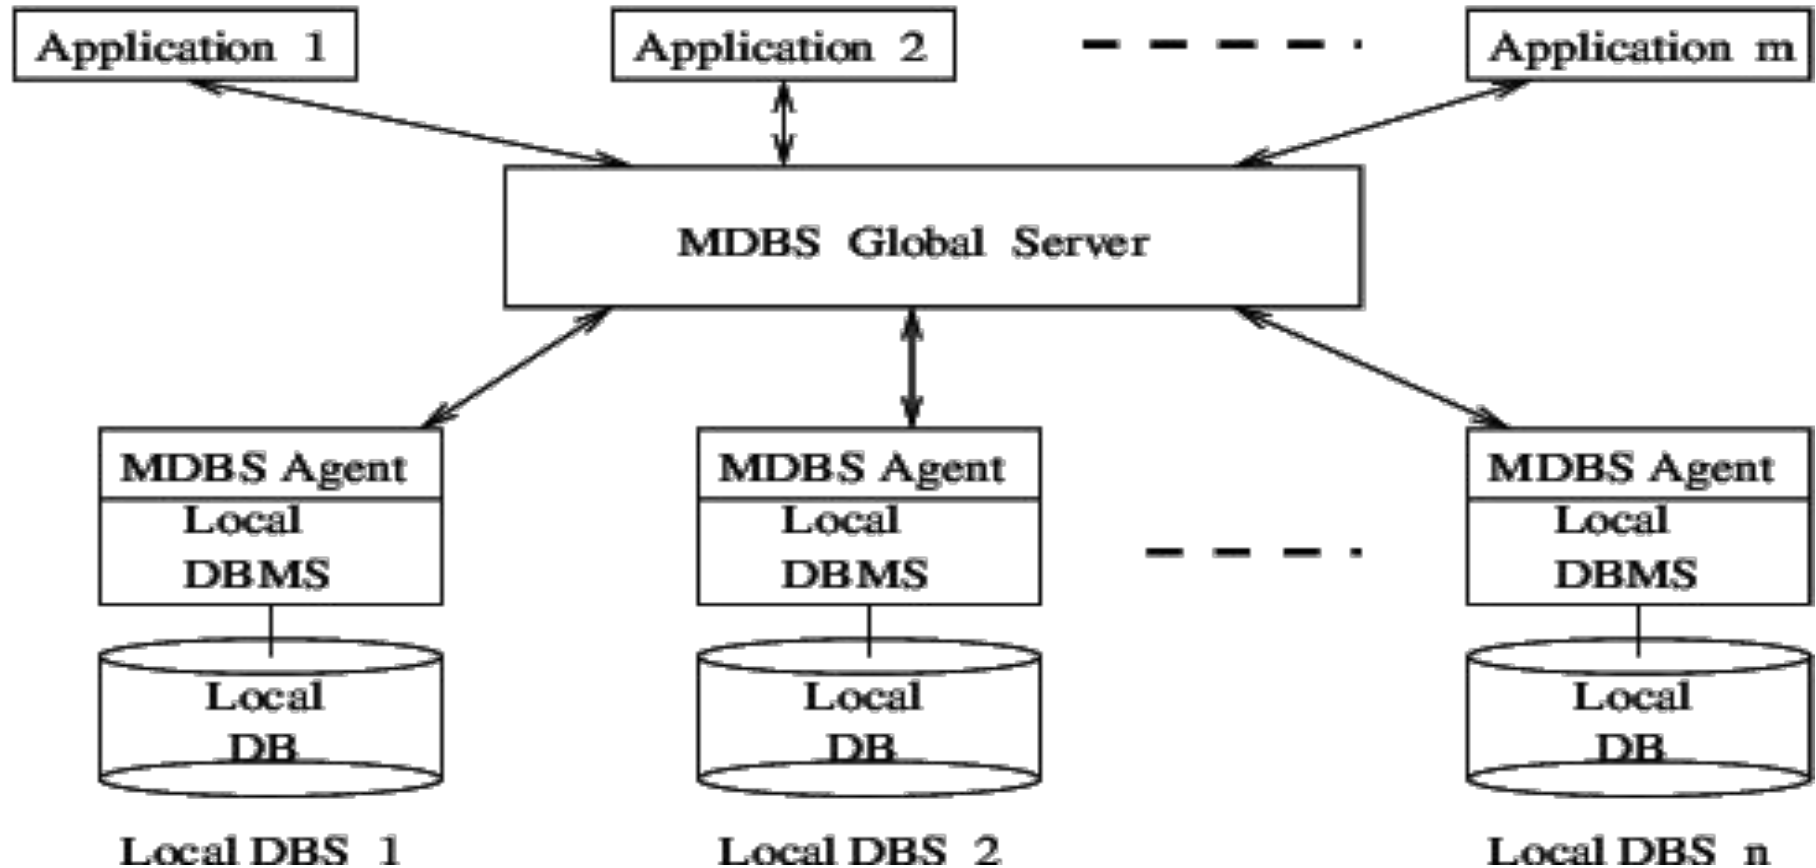 Application 1
Application 2
Application m
MDBS Global Server
MDBS Agent
Local
DBMS
Local
DB
Local DBS 1
MDBS Agent
Local
DBMS
Local
DB
Local DBS 2
MDBS Agent
Local
DBMS
Local
DB
Local DBS n